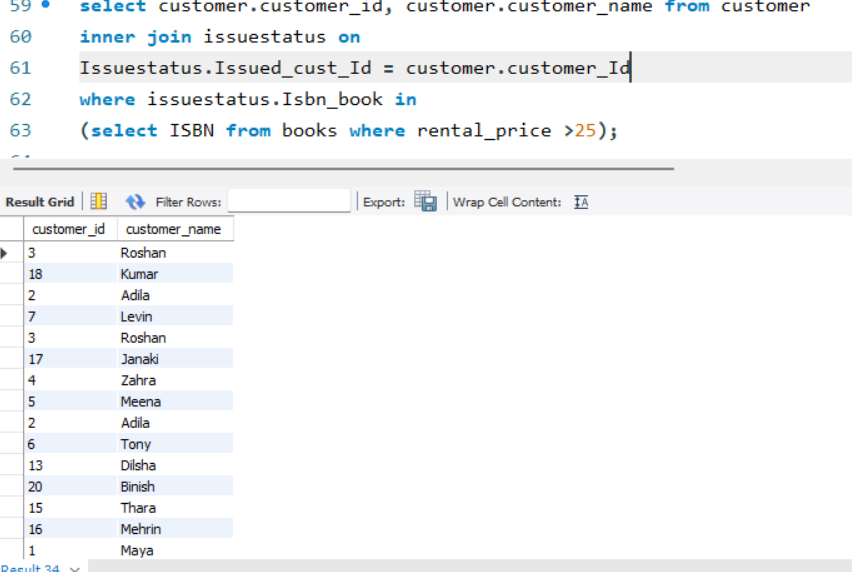 59 select customer.customer_id, customer.customer_name from customer
60 inner join issuestatus on
61 Issuestatus.Issued_cust_Id = customer.customer_Id
62 where issuestatus.Isbn_book in
63 (select ISBN from books where rental_price >25);
Result Grid Filter Rows: Export: Wrap Cell Content: IA
customer_id customer_name
3 Roshan
18 Kumar
2 Adila
7 Levin
3 Roshan
17 Janaki
4 Zahra
5 Meena
2 Adila
6 Tony
13 Dilsha
20 Binish
15 Thara
16 Mehrin
1 Maya
Result 34